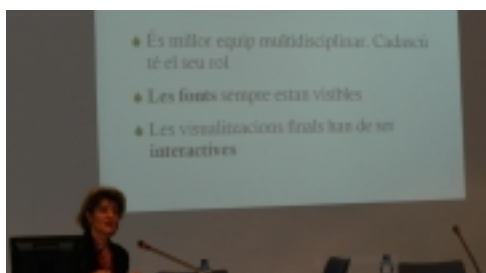 És millor equip multidisciplinar. Cadascú
té el seu rol
Les fonts sempre estan visibles
Les visualitzacions finals han de ser
interactives